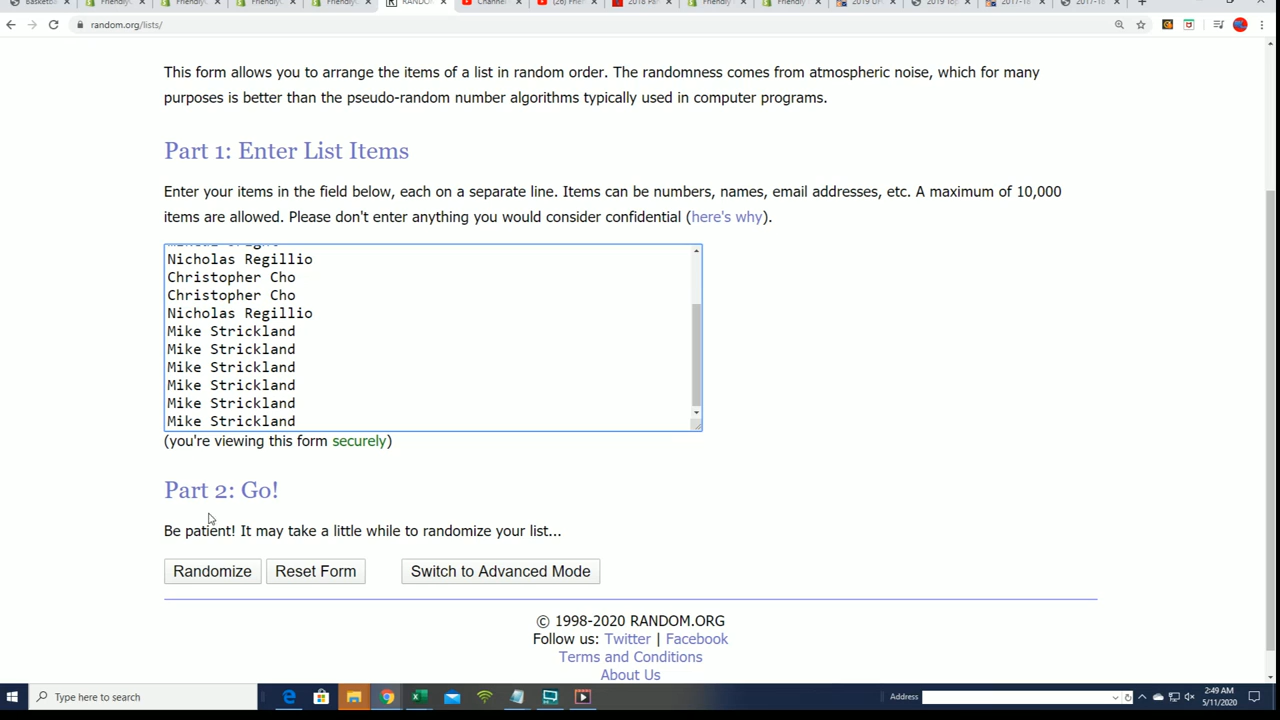 random.org/lists/
This form allows you to arrange the items of a list in random order. The randomness comes from atmospheric noise, which for many
purposes is better than the pseudo-random number algorithms typically used in computer programs.
Part 1: Enter List Items
Enter your items in the field below, each on a separate line. Items can be numbers, names, email addresses, etc. A maximum of 10,000
items are allowed. Please don't enter anything you would consider confidential (here's why).
Nicholas Regillio
Christopher Cho
Christopher Cho
Nicholas Regillio
Mike Strickland
Mike Strickland
Mike Strickland
Mike Strickland
Mike Strickland
Mike Strickland
(you're viewing this form securely)
Part 2: Go!
Be patient! It may take a little while to randomize your list...
Randomize Reset Form Switch to Advanced Mode
© 1998-2020 RANDOM.ORG
Follow us: Twitter | Facebook
Terms and Conditions
About Us
Type here to search
Address
2:49 AM
5/11/2020